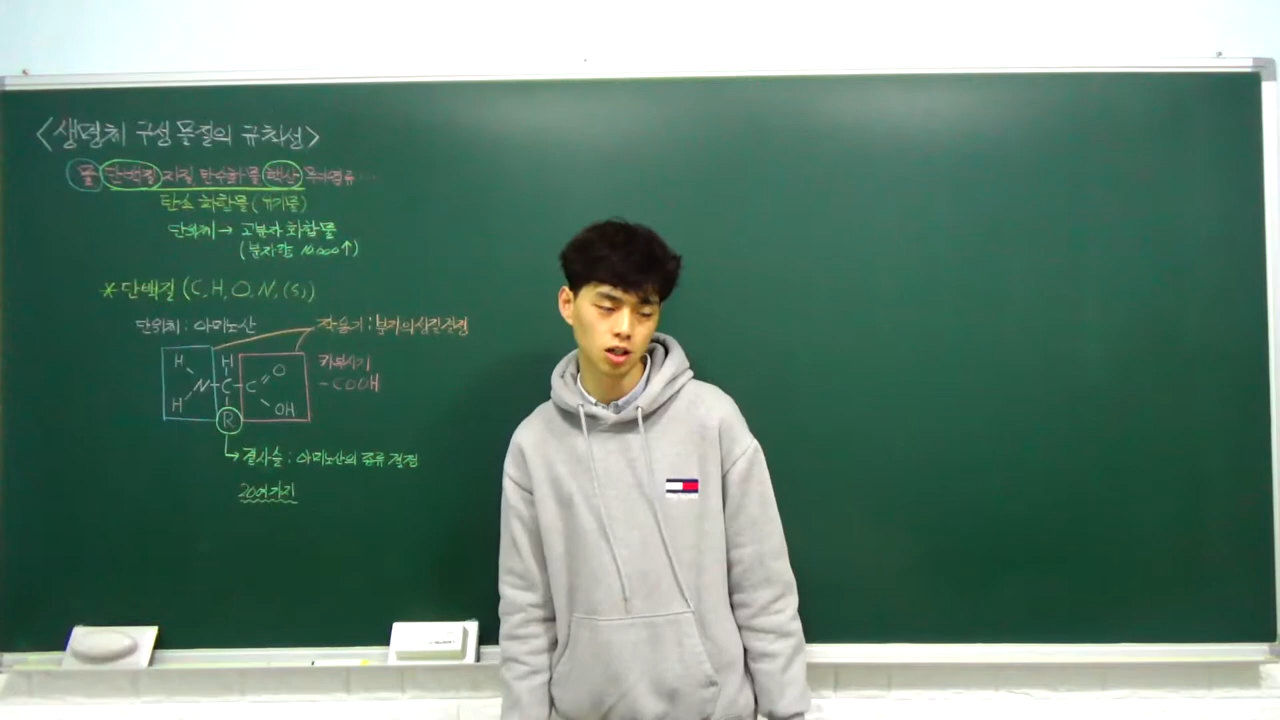 <생명체 구성 물질의 규칙성>
물 단백질 지질 탄수화물 핵산 무기염류 ...
탄소 화합물 (유기물)
단위체 → 고분자 화합물
(분자량 10,000↑)
* 단백질 (C, H, O, N, (S))
단위체 : 아미노산
작용기 : 분자의 성질 결정
H H
카복시기
O
N C C
-COOH
H OH
R
곁사슬 : 아미노산의 종류 결정
20여가지